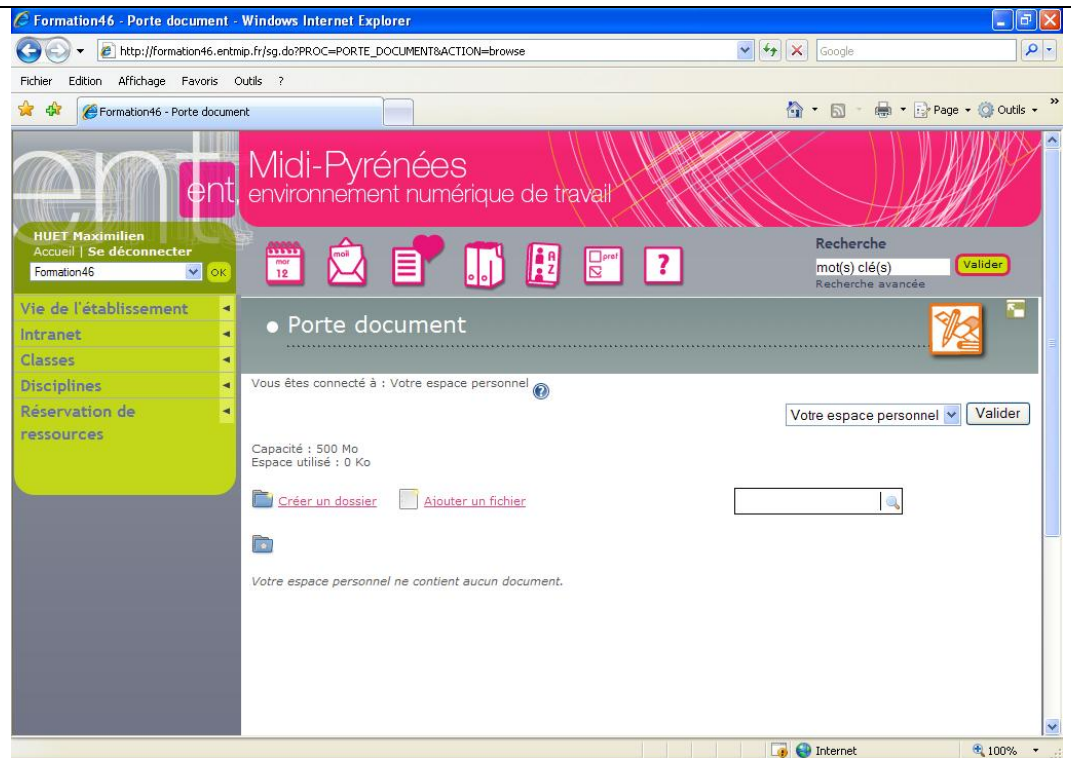 Formation46 - Porte document - Windows Internet Explorer
http://formation46.entmip.fr/sg.do?PROC=PORTE_DOCUMENT&ACTION=browse
Google
Fichier Edition Affichage Favoris Outils ?
Formation46 - Porte document
Page Outils
ent
ent,
Midi-Pyrénées
environnement numérique de travail
HUET Maximilien
Accueil | Se déconnecter
Formation46 OK
mar
12
mail
A
Z
pref
?
Recherche
mot(s) clé(s) Valider
Recherche avancée
Vie de l'établissement
Intranet
Classes
Disciplines
Réservation de
ressources
Porte document
Vous êtes connecté à : Votre espace personnel ?
Votre espace personnel Valider
Capacité : 500 Mo
Espace utilisé : 0 Ko
Créer un dossier Ajouter un fichier
Votre espace personnel ne contient aucun document.
Internet 100%